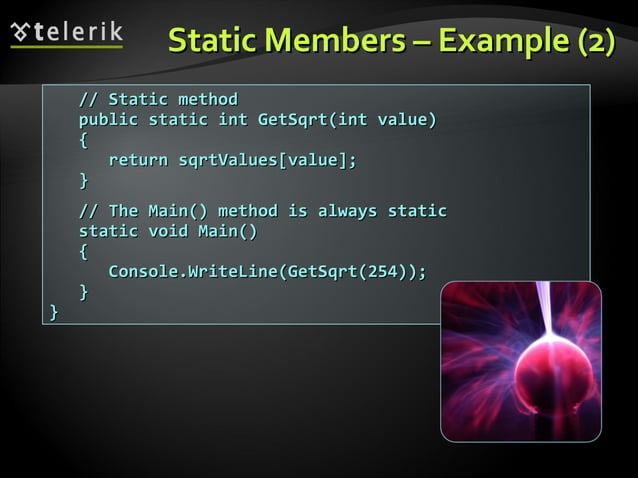 telerik
Static Members – Example (2)
// Static method
public static int GetSqrt(int value)
{
return sqrtValues[value];
}
// The Main() method is always static
static void Main()
{
Console.WriteLine(GetSqrt(254));
}
}